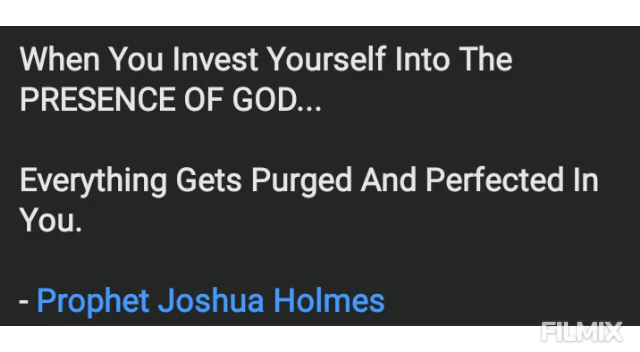 When You Invest Yourself Into The
PRESENCE OF GOD...
Everything Gets Purged And Perfected In
You.
- Prophet Joshua Holmes
FILMIX